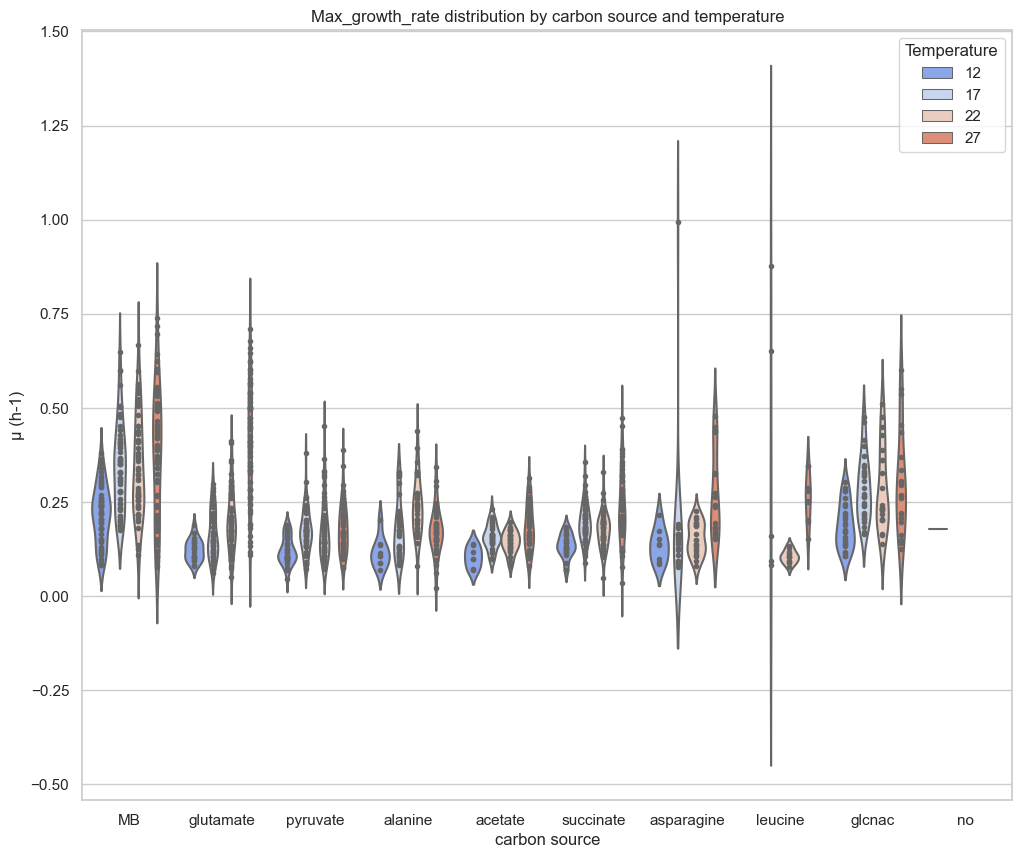 Max_growth_rate distribution by carbon source and temperature
1.50
1.25
1.00
0.75
0.50
0.25
0.00
−0.25
−0.50
μ (h-1)
Temperature
12
17
22
27
MB glutamate pyruvate alanine acetate succinate asparagine leucine glcnac no
carbon source